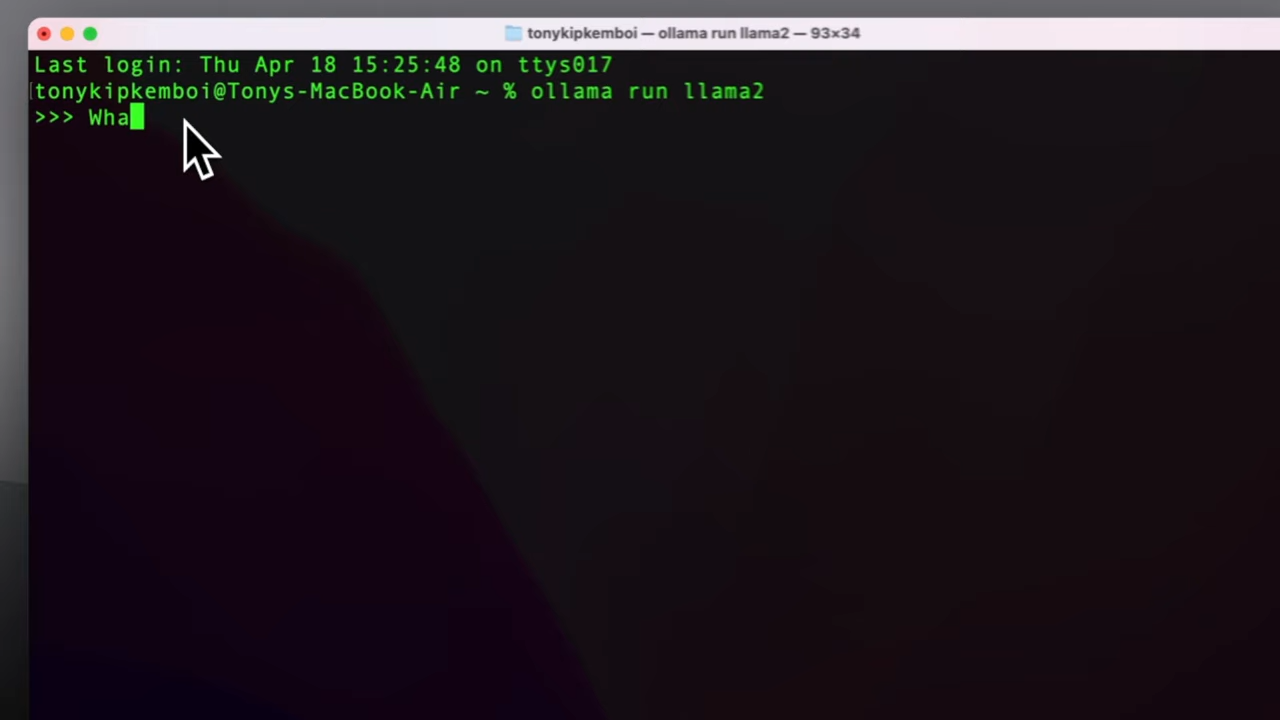 tonykipkemboi — ollama run llama2 — 93×34
Last login: Thu Apr 18 15:25:48 on ttys017
[tonykipkemboi@Tonys-MacBook-Air ~ % ollama run llama2
>>> Wha